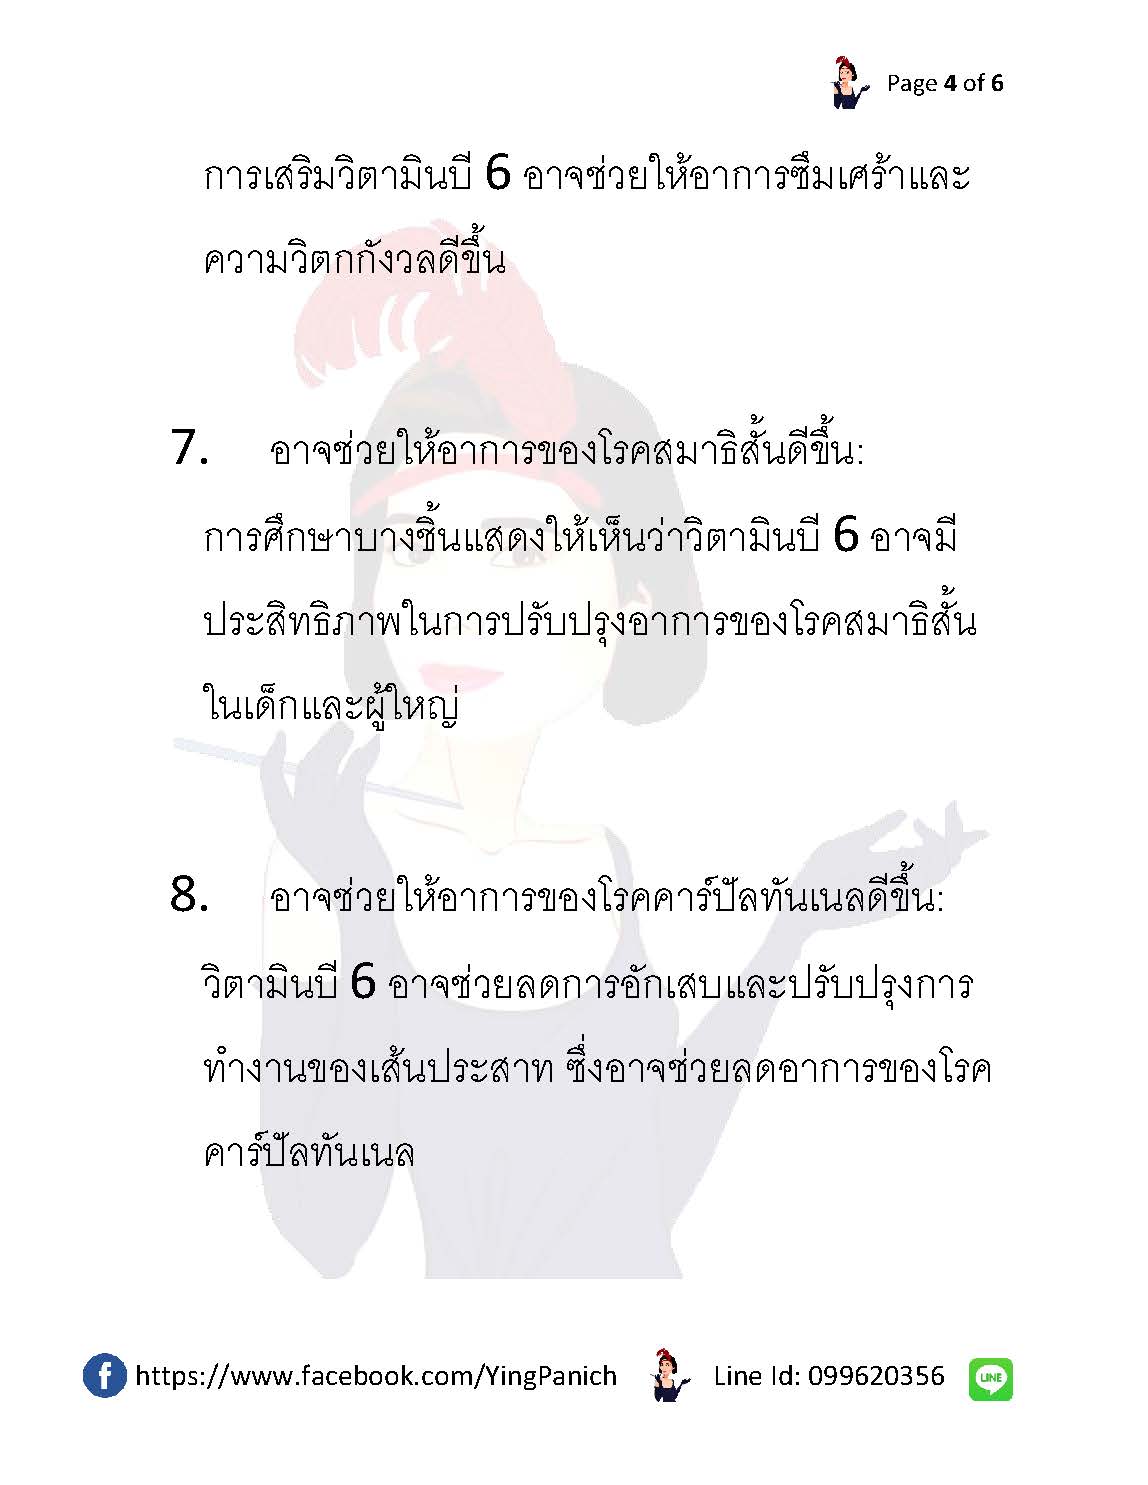 Page 4 of 6
การเสริมวิตามินบี 6 อาจช่วยให้อาการซึมเศร้าและ
ความวิตกกังวลดีขึ้น
7. อาจช่วยให้อาการของโรคสมาธิสั้นดีขึ้น:
การศึกษาบางชิ้นแสดงให้เห็นว่าวิตามินบี 6 อาจมี
ประสิทธิภาพในการปรับปรุงอาการของโรคสมาธิสั้น
ในเด็กและผู้ใหญ่
8. อาจช่วยให้อาการของโรคคาร์ปัลทันเนลดีขึ้น:
วิตามินบี 6 อาจช่วยลดการอักเสบและปรับปรุงการ
ทำงานของเส้นประสาท ซึ่งอาจช่วยลดอาการของโรค
คาร์ปัลทันเนล
https://www.facebook.com/YingPanich Line Id: 099620356 LINE